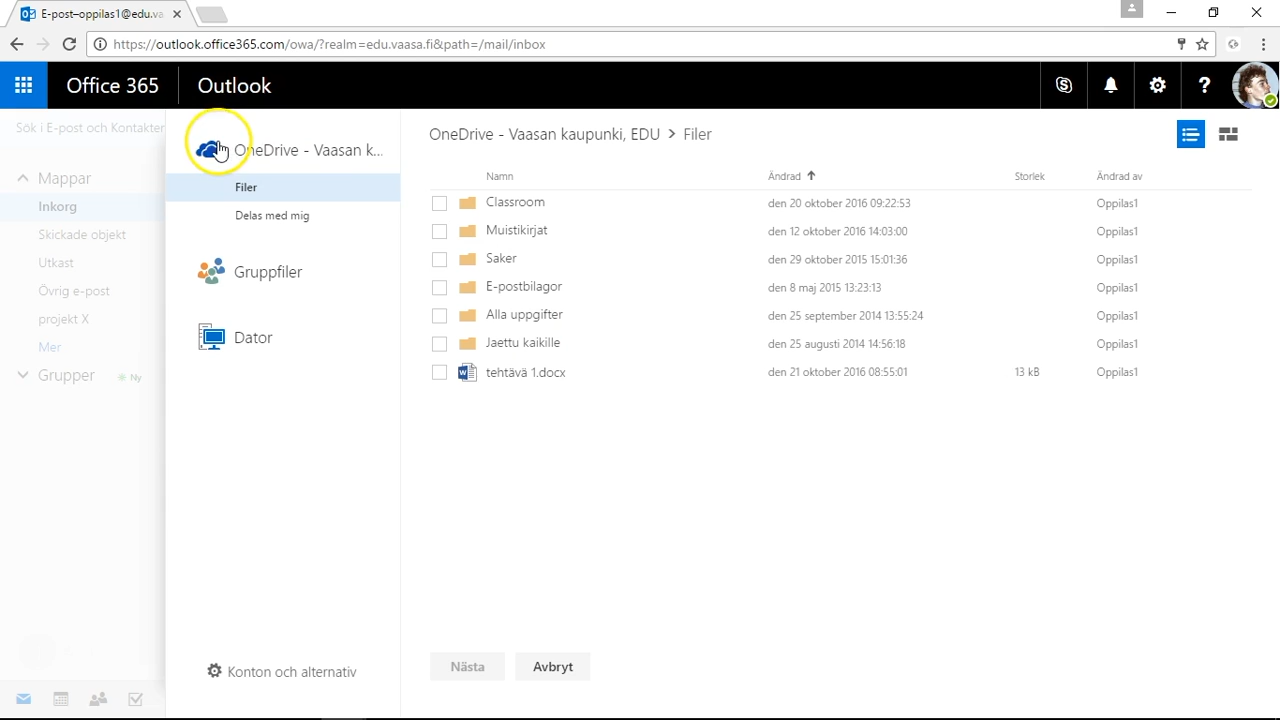 E-post–oppilas1@edu.va
https://outlook.office365.com/owa/?realm=edu.vaasa.fi&path=/mail/inbox
Office 365
Outlook
Sök i E-post och Kontakter
Mappar
Inkorg
Skickade objekt
Utkast
Övrig e-post
projekt X
Mer
Grupper
Ny
OneDrive - Vaasan k...
Filer
Delas med mig
Gruppfiler
Dator
Konton och alternativ
OneDrive - Vaasan kaupunki, EDU > Filer
Namn Ändrad Storlek Ändrad av
Classroom den 20 oktober 2016 09:22:53 Oppilas1
Muistikirjat den 12 oktober 2016 14:03:00 Oppilas1
Saker den 29 oktober 2015 15:01:36 Oppilas1
E-postbilagor den 8 maj 2015 13:23:13 Oppilas1
Alla uppgifter den 25 september 2014 13:55:24 Oppilas1
Jaettu kaikille den 25 augusti 2014 14:56:18 Oppilas1
tehtävä 1.docx den 21 oktober 2016 08:55:01 13 kB Oppilas1
Nästa Avbryt